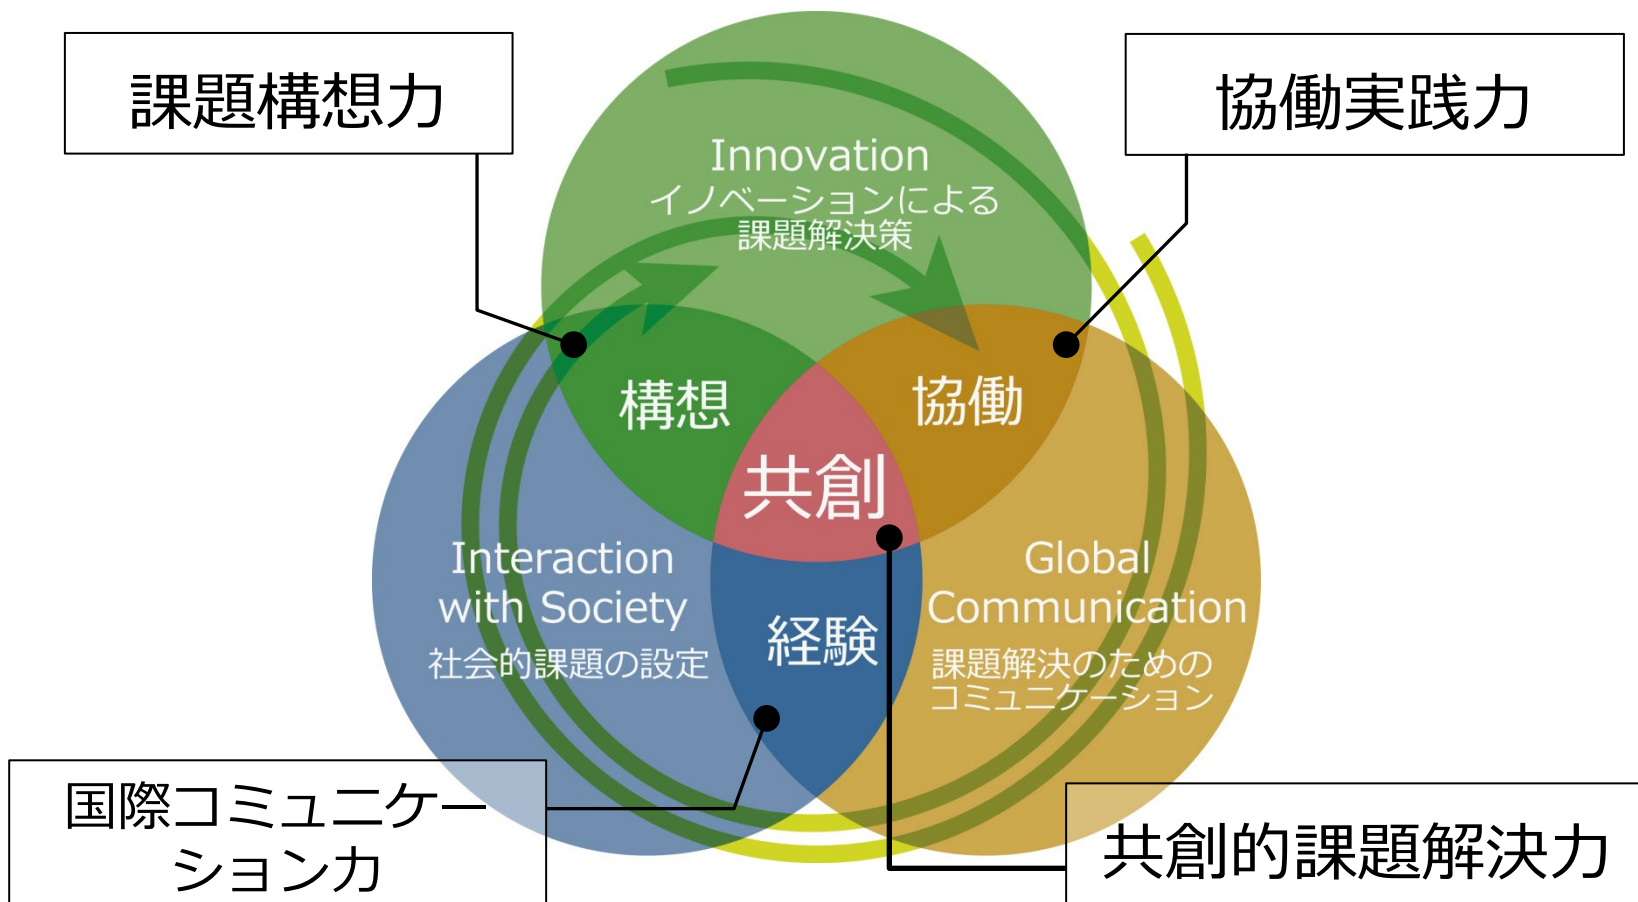 課題構想力
協働実践力
Innovation
イノベーションによる
課題解決策
構想
協働
共創
Interaction
with Society
社会的課題の設定
経験
Global
Communication
課題解決のための
コミュニケーション
国際コミュニケー
ション力
共創的課題解決力